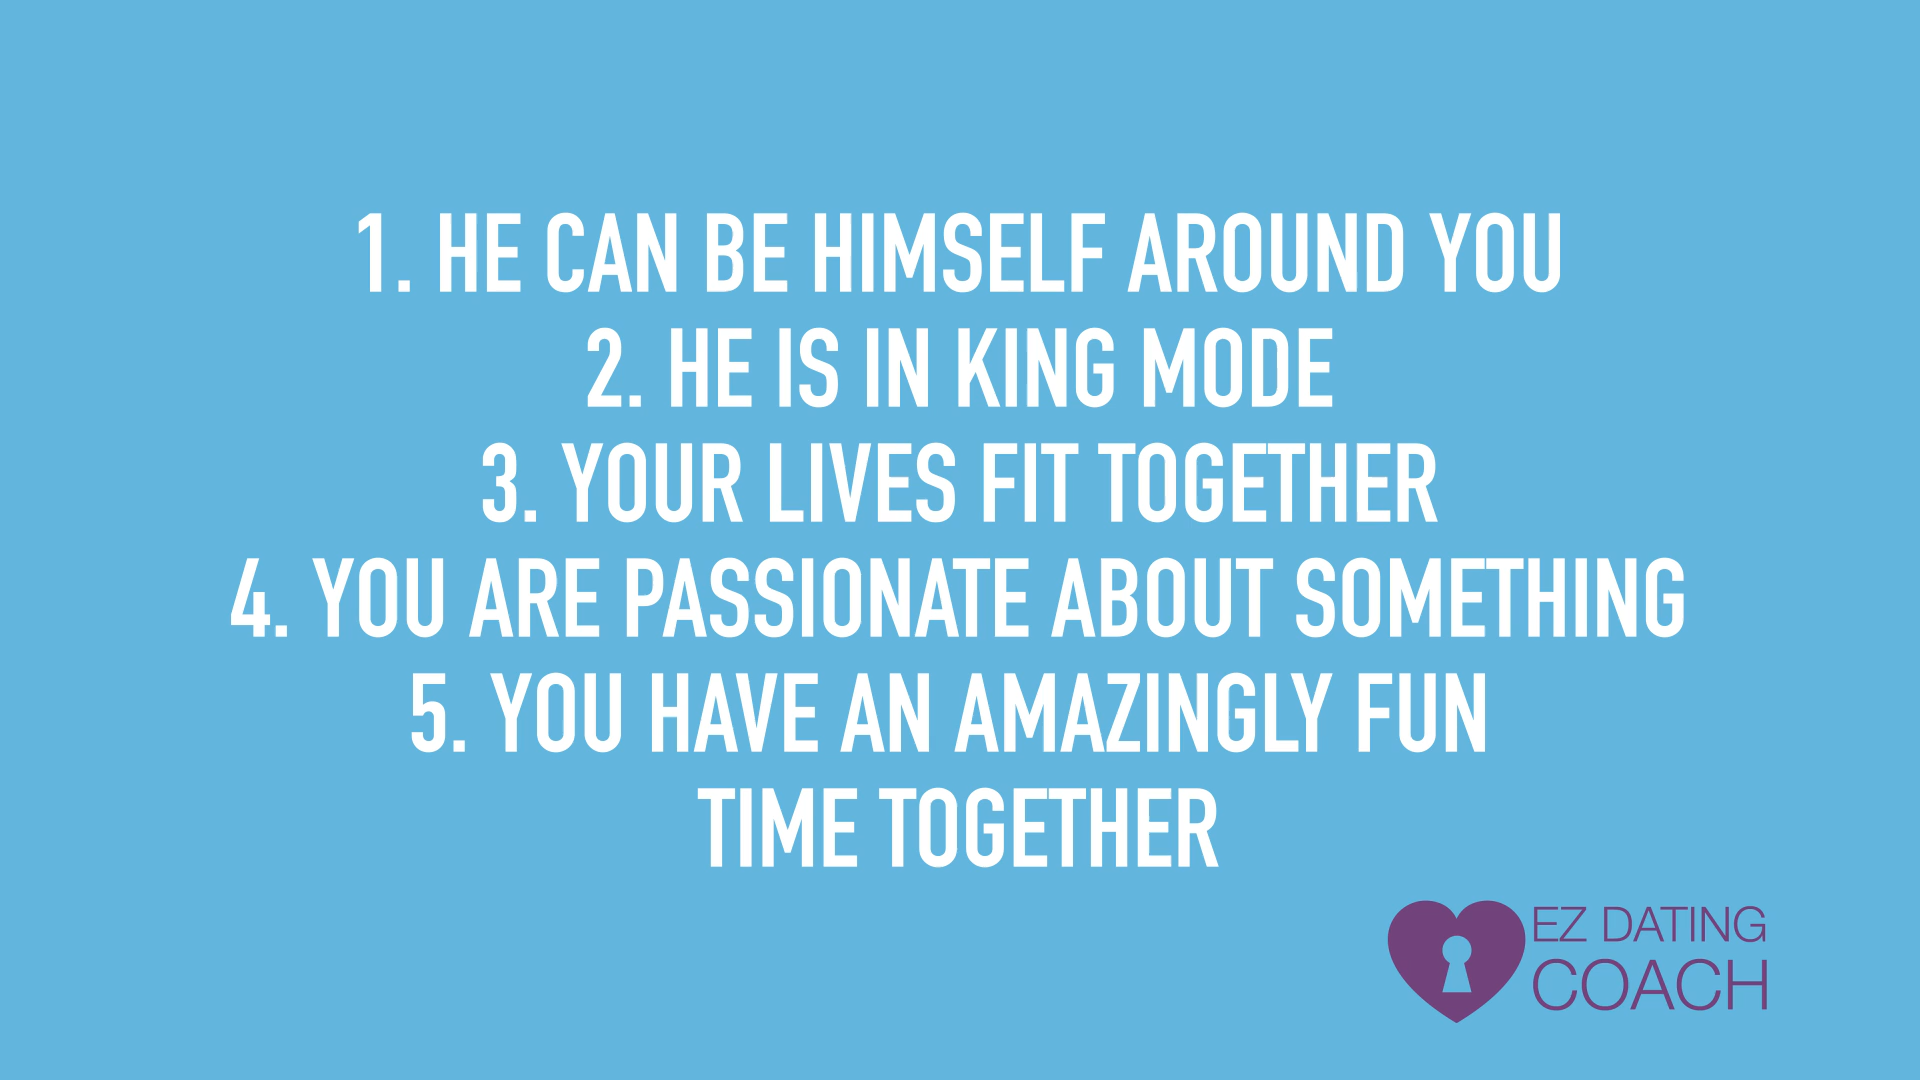 1. HE CAN BE HIMSELF AROUND YOU
2. HE IS IN KING MODE
3. YOUR LIVES FIT TOGETHER
4. YOU ARE PASSIONATE ABOUT SOMETHING
5. YOU HAVE AN AMAZINGLY FUN
TIME TOGETHER
EZ DATING
COACH